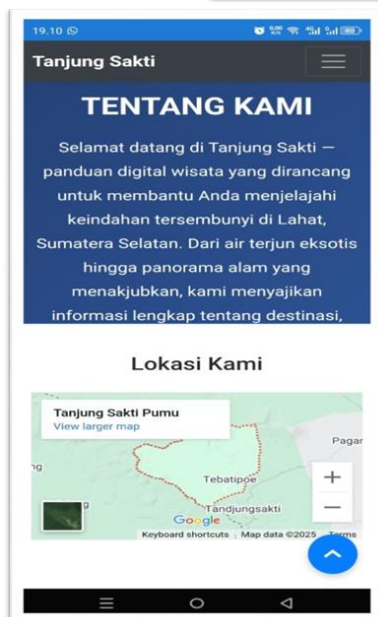 19.10
Tanjung Sakti
TENTANG KAMI
Selamat datang di Tanjung Sakti —
panduan digital wisata yang dirancang
untuk membantu Anda menjelajahi
keindahan tersembunyi di Lahat,
Sumatera Selatan. Dari air terjun eksotis
hingga panorama alam yang
menakjubkan, kami menyajikan
informasi lengkap tentang destinasi,
Lokasi Kami
Tanjung Sakti Pumu
View larger map
Pagar
Tebatipoe
Tandjungsakti
Google
Keyboard shortcuts
Map data ©2025
Terms